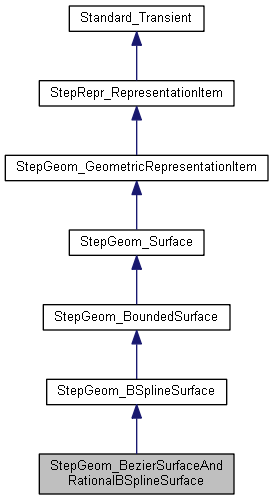 Standard_Transient
StepRepr_RepresentationItem
StepGeom_GeometricRepresentationItem
StepGeom_Surface
StepGeom_BoundedSurface
StepGeom_BSplineSurface
StepGeom_BezierSurfaceAnd
RationalBSplineSurface